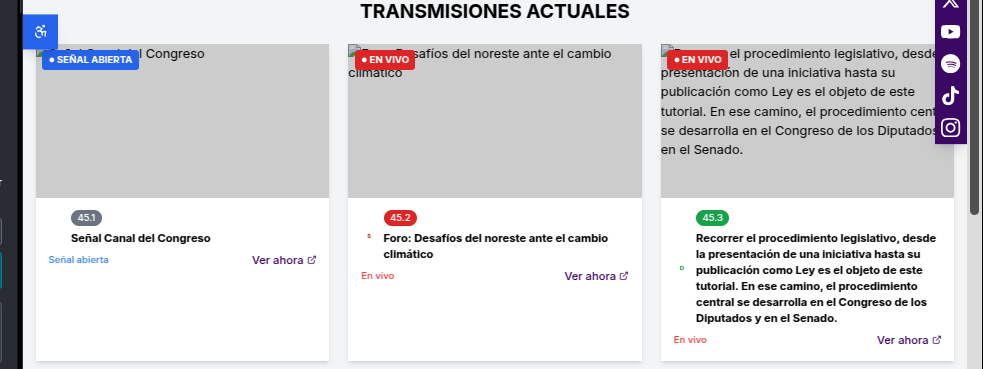 TRANSMISIONES ACTUALES
Señal Canal del Congreso
SEÑAL ABIERTA
45.1
Señal Canal del Congreso
Señal abierta
Ver ahora
Foro: Desafíos del noreste ante el cambio
climático
EN VIVO
45.2
S
Foro: Desafíos del noreste ante el cambio
climático
En vivo
Ver ahora
el procedimiento legislativo, desde
presentación de una iniciativa hasta su
publicación como Ley es el objeto de este
tutorial. En ese camino, el procedimiento
se desarrolla en el Congreso de los Diputados
en el Senado.
EN VIVO
45.3
D
Recorrer el procedimiento legislativo, desde
la presentación de una iniciativa hasta su
publicación como Ley es el objeto de este
tutorial. En ese camino, el procedimiento
central se desarrolla en el Congreso de los
Diputados y en el Senado.
En vivo
Ver ahora